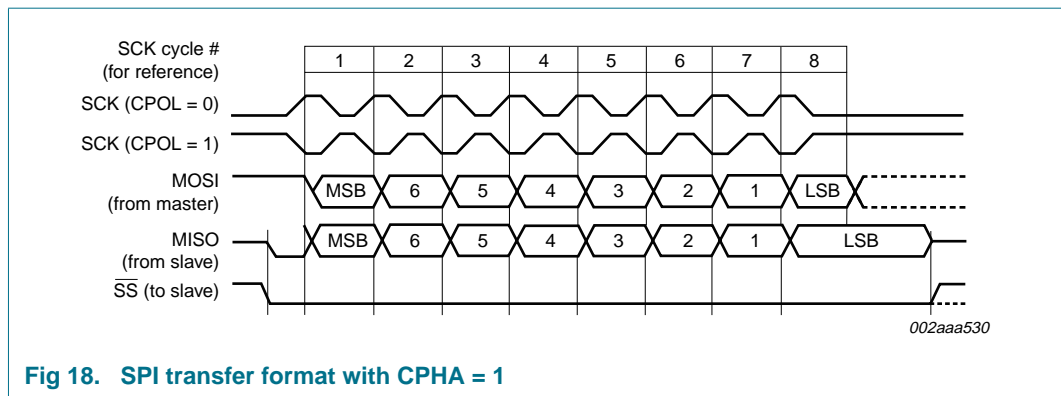 SCK cycle #
(for reference)
1 2 3 4 5 6 7 8
SCK (CPOL = 0)
SCK (CPOL = 1)
MOSI
(from master)
MSB 6 5 4 3 2 1 LSB
MISO
(from slave)
MSB 6 5 4 3 2 1 LSB
SS (to slave)
002aaa530
Fig 18. SPI transfer format with CPHA = 1